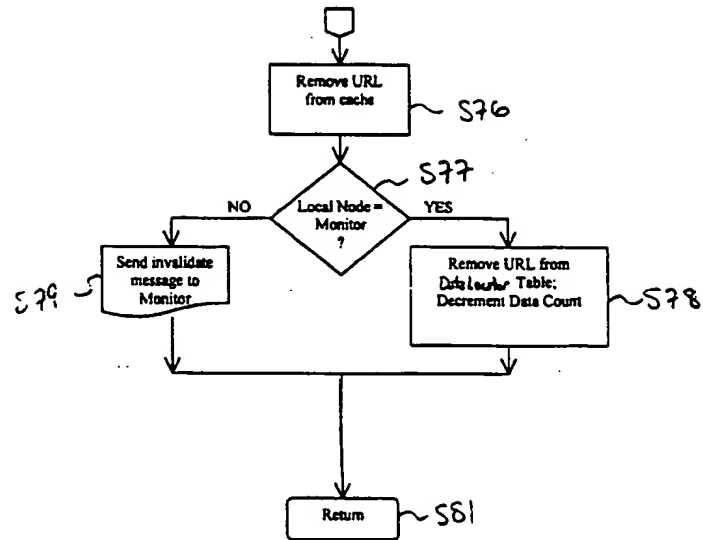 Remove URL
from cache
S76
S77
NO
Local Node =
Monitor
?
YES
Send invalidate
message to
Monitor
S79
Remove URL from
Data Locator Table;
Decrement Data Count
S78
Return
S81